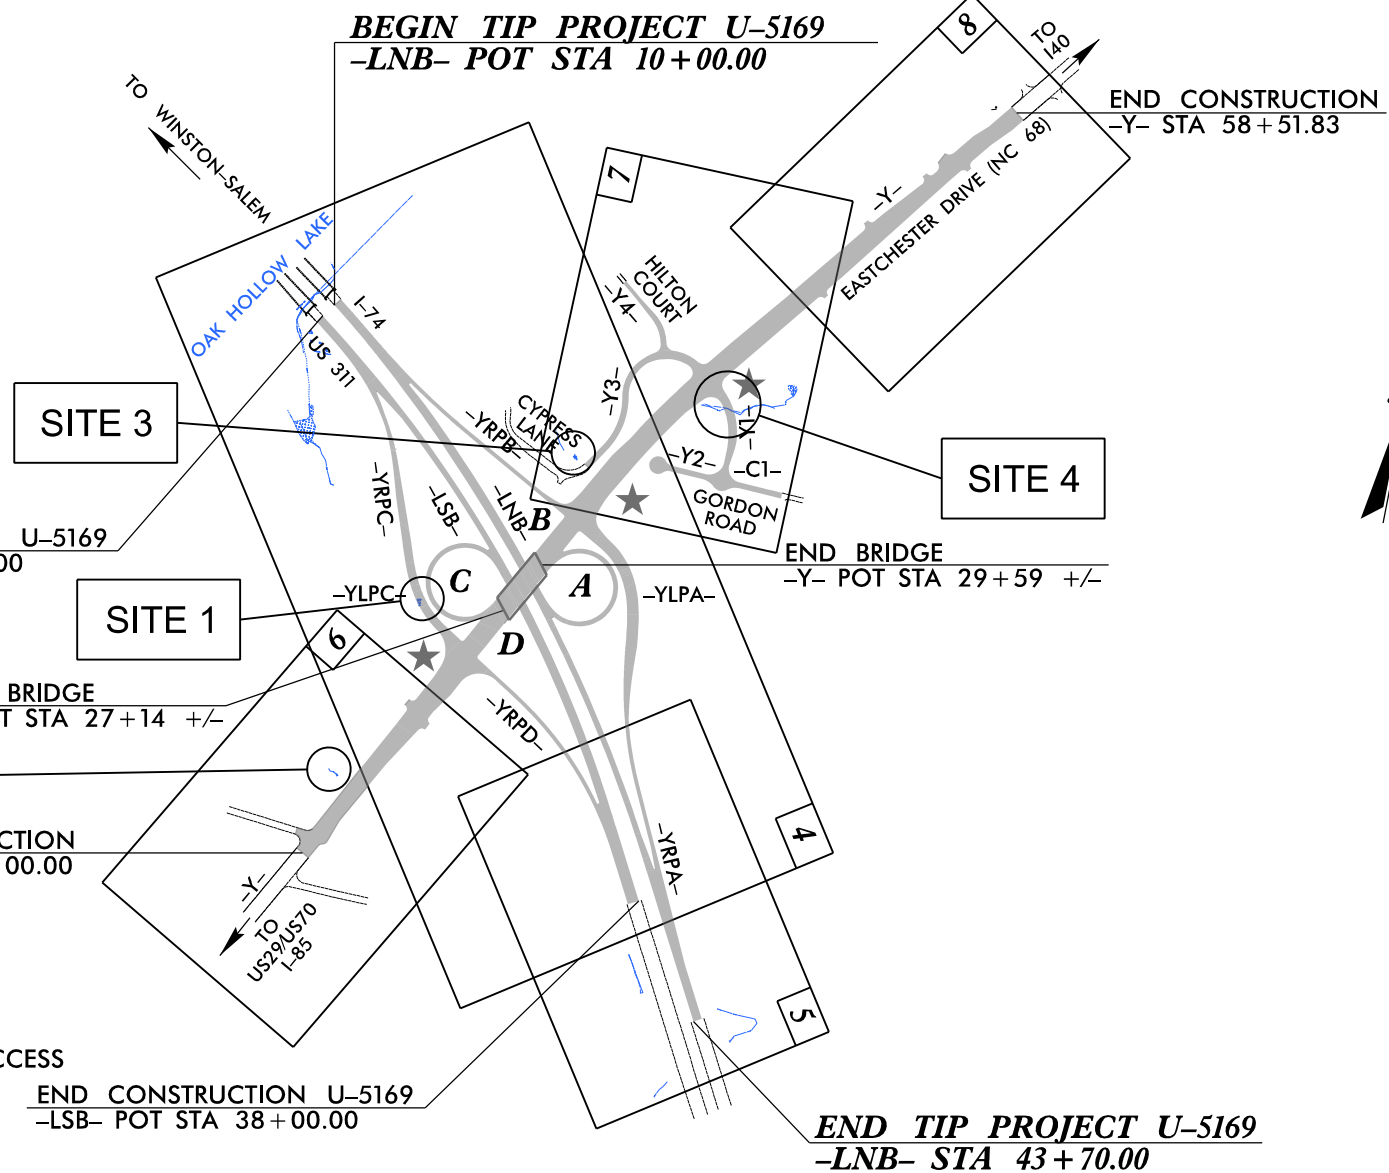 BEGIN TIP PROJECT U–5169
–LNB– POT STA 10+00.00
8
TO
I-40
END CONSTRUCTION
–Y– STA 58+51.83
TO WINSTON–SALEM
7
–Y–
EASTCHESTER DRIVE (NC 68)
OAK HOLLOW LAKE
I–74
US 311
HILTON
COURT
–Y4–
–Y3–
SITE 3
CYPRESS
LANE
–YRPB–
–Y1–
–Y2–
–C1–
GORDON
ROAD
SITE 4
–YRPC–
–LSB–
–LNB–
B
U–5169
00
END BRIDGE
–Y– POT STA 29+59 +/–
C
A
–YLPC–
–YLPA–
SITE 1
D
6
BRIDGE
T STA 27+14 +/–
–YRPD–
CTION
00.00
4
–YRPA–
–Y–
TO
US29/US70
I–85
5
CCESS
END CONSTRUCTION U–5169
–LSB– POT STA 38+00.00
END TIP PROJECT U–5169
–LNB– STA 43+70.00